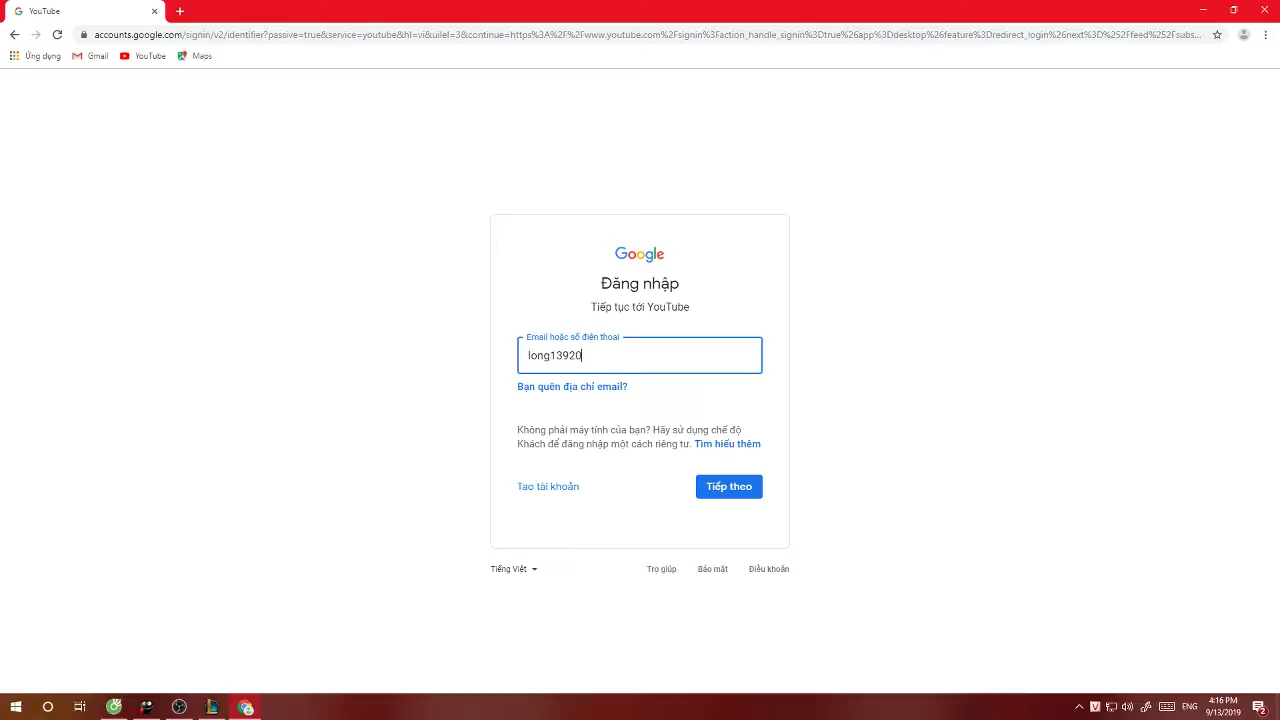 YouTube
accounts.google.com/signin/v2/identifier?passive=true&service=youtube&hl=vi&uilel=3&continue=https%3A%2F%2Fwww.youtube.com%2Fsignin%3Faction_handle_signin%3Dtrue%26app%3Ddesktop%26feature%3Dredirect_login%26next%3D%252Ffeed%252Fsubs...
Ứng dụng Gmail YouTube Maps
Google
Đăng nhập
Tiếp tục tới YouTube
Email hoặc số điện thoại
long13920
Bạn quên địa chỉ email?
Không phải máy tính của bạn? Hãy sử dụng chế độ
Khách để đăng nhập một cách riêng tư. Tìm hiểu thêm
Tạo tài khoản Tiếp theo
Tiếng Việt Trợ giúp Bảo mật Điều khoản
V ENG 4:16 PM
9/13/2019 2